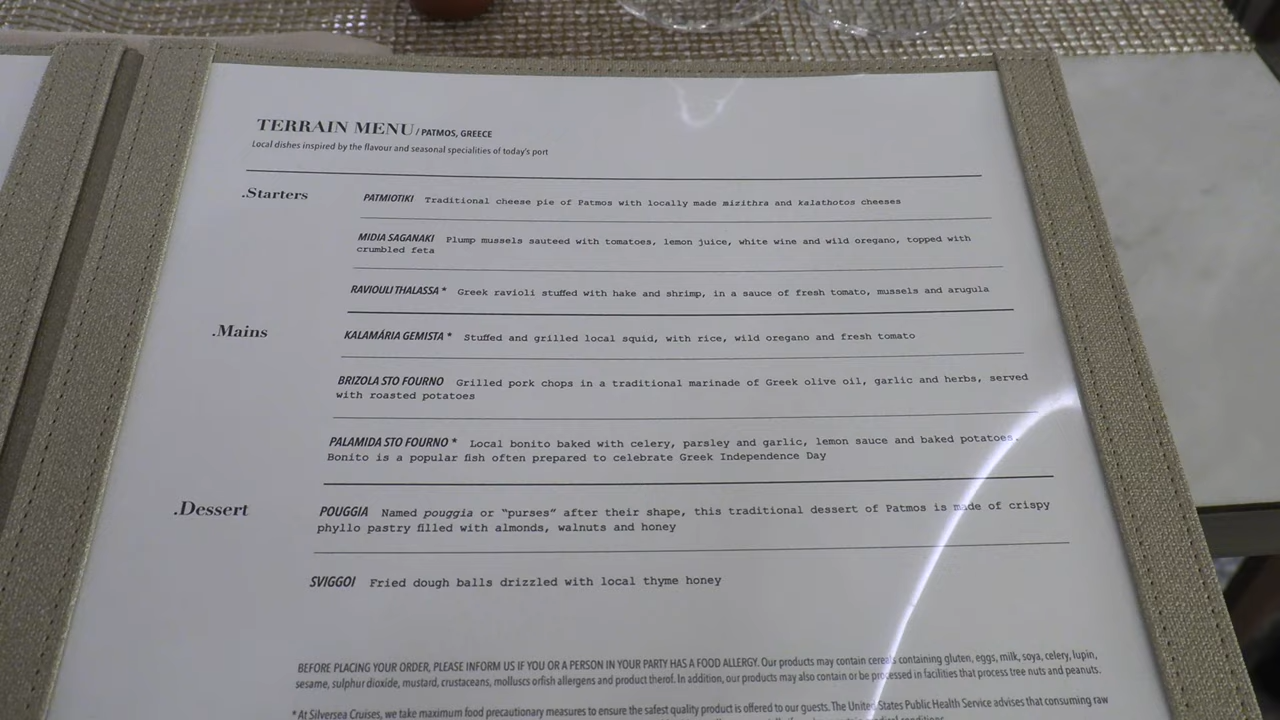 TERRAIN MENU / PATMOS, GREECE
Local dishes inspired by the flavour and seasonal specialities of today's port
.Starters
PATMIOTIKI Traditional cheese pie of Patmos with locally made mizithra and kalathotos cheeses
MIDIA SAGANAKI Plump mussels sauteed with tomatoes, lemon juice, white wine and wild oregano, topped with
crumbled feta
RAVIOULI THALASSA * Greek ravioli stuffed with hake and shrimp, in a sauce of fresh tomato, mussels and arugula
.Mains
KALAMÁRIA GEMISTA * Stuffed and grilled local squid, with rice, wild oregano and fresh tomato
BRIZOLA STO FOURNO Grilled pork chops in a traditional marinade of Greek olive oil, garlic and herbs, served
with roasted potatoes
PALAMIDA STO FOURNO * Local bonito baked with celery, parsley and garlic, lemon sauce and baked potatoes.
Bonito is a popular fish often prepared to celebrate Greek Independence Day
.Dessert
POUGGIA Named pouggia or "purses" after their shape, this traditional dessert of Patmos is made of crispy
phyllo pastry filled with almonds, walnuts and honey
SVIGGOI Fried dough balls drizzled with local thyme honey
BEFORE PLACING YOUR ORDER, PLEASE INFORM US IF YOU OR A PERSON IN YOUR PARTY HAS A FOOD ALLERGY. Our products may contain cereals containing gluten, eggs, milk, soya, celery, lupin,
sesame, sulphur dioxide, mustard, crustaceans, molluscs orfish allergens and product therof. In addition, our products may also contain or be processed in facilities that process tree nuts and peanuts.
* At Silversea Cruises, we take maximum food precautionary measures to ensure the safest quality product is offered to our guests. The United States Public Health Service advises that consuming raw